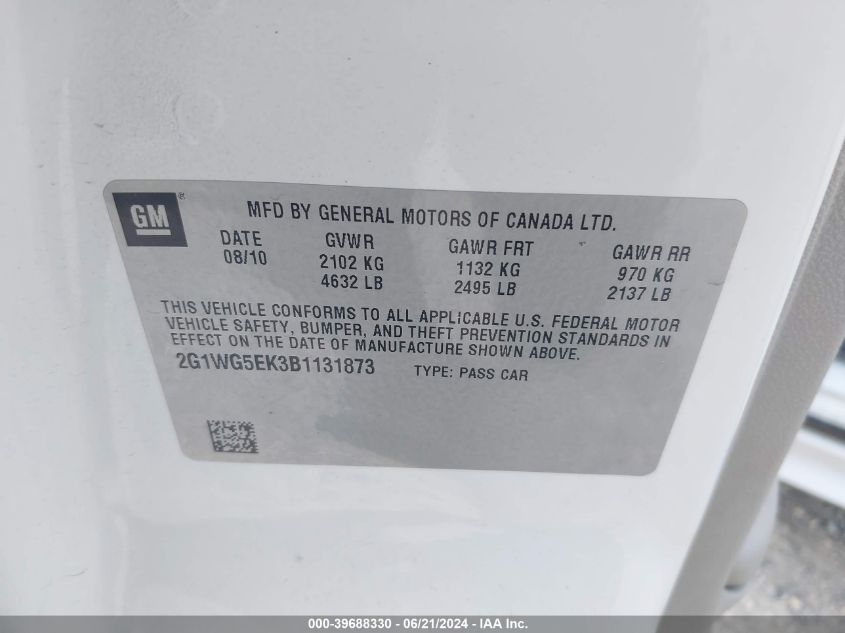 GM®
MFD BY GENERAL MOTORS OF CANADA LTD.
DATE GVWR GAWR FRT GAWR RR
08/10 2102 KG 1132 KG 970 KG
4632 LB 2495 LB 2137 LB
THIS VEHICLE CONFORMS TO ALL APPLICABLE U.S. FEDERAL MOTOR
VEHICLE SAFETY, BUMPER, AND THEFT PREVENTION STANDARDS IN
EFFECT ON THE DATE OF MANUFACTURE SHOWN ABOVE.
2G1WG5EK3B1131873 TYPE: PASS CAR
000-39688330 - 06/21/2024 - IAA Inc.